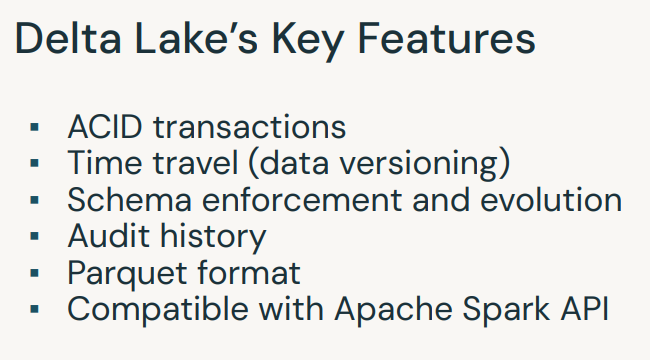 Delta Lake’s Key Features
▪ ACID transactions
▪ Time travel (data versioning)
▪ Schema enforcement and evolution
▪ Audit history
▪ Parquet format
▪ Compatible with Apache Spark API